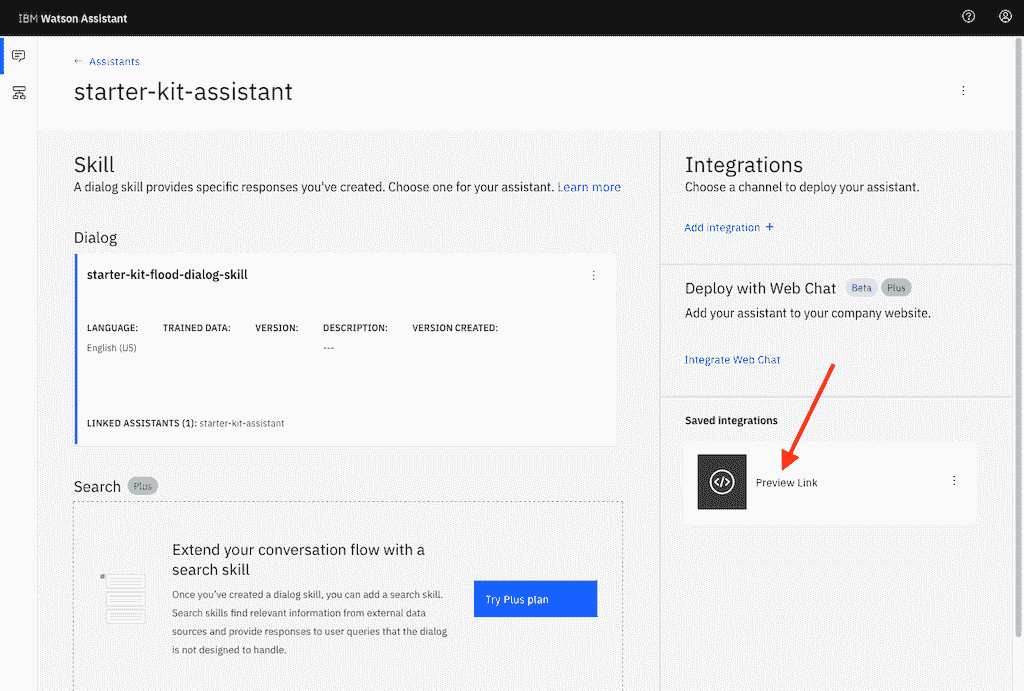 IBM Watson Assistant
← Assistants
starter-kit-assistant
Skill
A dialog skill provides specific responses you've created. Choose one for your assistant. Learn more
Dialog
starter-kit-flood-dialog-skill
LANGUAGE: TRAINED DATA: VERSION: DESCRIPTION: VERSION CREATED:
English (US) ---
LINKED ASSISTANTS (1): starter-kit-assistant
Search Plus
Extend your conversation flow with a
search skill
Once you've created a dialog skill, you can add a search skill.
Search skills find relevant information from external data
sources and provide responses to user queries that the dialog
is not designed to handle.
Try Plus plan
Integrations
Choose a channel to deploy your assistant.
Add integration +
Deploy with Web Chat Beta Plus
Add your assistant to your company website.
Integrate Web Chat
Saved integrations
</> Preview Link